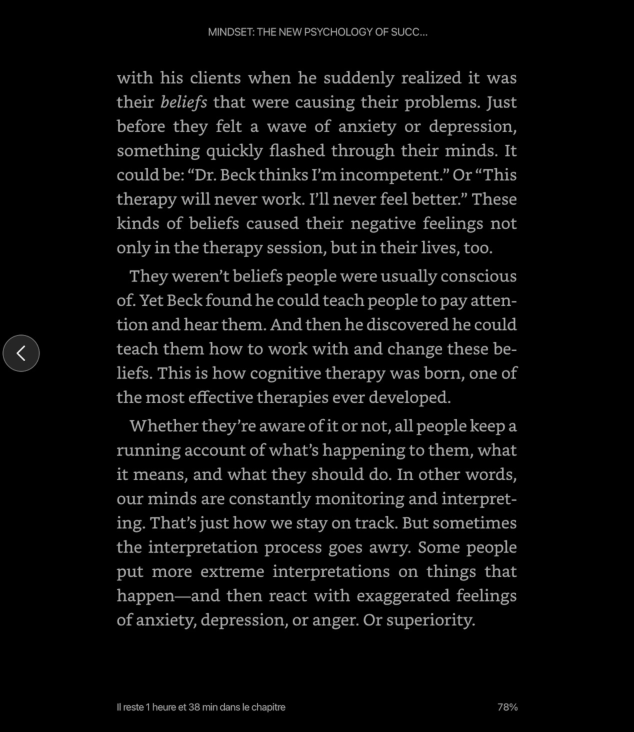 MINDSET: THE NEW PSYCHOLOGY OF SUCC...
with his clients when he suddenly realized it was
their beliefs that were causing their problems. Just
before they felt a wave of anxiety or depression,
something quickly flashed through their minds. It
could be: “Dr. Beck thinks I’m incompetent.” Or “This
therapy will never work. I’ll never feel better.” These
kinds of beliefs caused their negative feelings not
only in the therapy session, but in their lives, too.
They weren’t beliefs people were usually conscious
of. Yet Beck found he could teach people to pay atten-
tion and hear them. And then he discovered he could
teach them how to work with and change these be-
liefs. This is how cognitive therapy was born, one of
the most effective therapies ever developed.
Whether they’re aware of it or not, all people keep a
running account of what’s happening to them, what
it means, and what they should do. In other words,
our minds are constantly monitoring and interpret-
ing. That’s just how we stay on track. But sometimes
the interpretation process goes awry. Some people
put more extreme interpretations on things that
happen—and then react with exaggerated feelings
of anxiety, depression, or anger. Or superiority.
Il reste 1 heure et 38 min dans le chapitre
78%